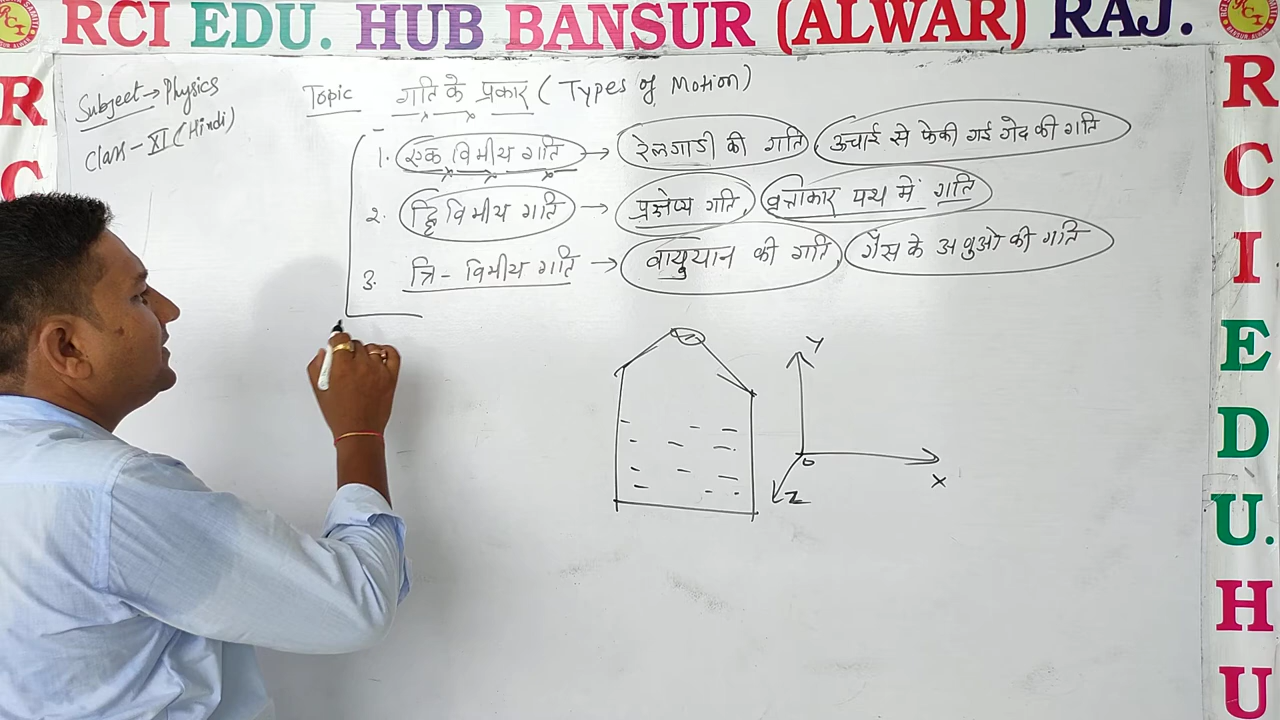 RCI EDU. HUB BANSUR (ALWAR) RAJ.
Subject → Physics
Class - XI (Hindi)
Topic गति के प्रकार ( Types of Motion )
1. एक विमीय गति → रेलगाडी की गति, उचाई से फेकी गई गेंद की गति
2. द्वि विमीय गति → प्रक्षेप्य गति, वृत्ताकार पथ में गति
3. त्रि - विमीय गति → वायुयान की गति, गैस के अणुओ की गति
Y
O
X
Z
R
C
R
C
I
E
D
U.
H
U